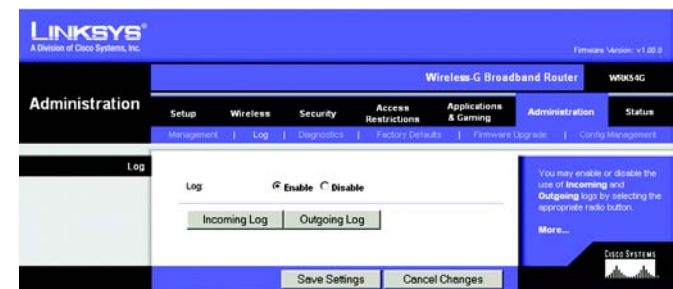 LINKSYS®
A Division of Cisco Systems, Inc.
Firmware Version: v1.00.0
Wireless-G Broadband Router WRK54G
Administration
Setup Wireless Security Access Restrictions Applications & Gaming Administration Status
Management | Log | Diagnostics | Factory Defaults | Firmware Upgrade | Config Management
Log
Log: Enable Disable
Incoming Log Outgoing Log
You may enable or disable the
use of Incoming and
Outgoing logs by selecting the
appropriate radio button.
More...
CISCO SYSTEMS
Save Settings Cancel Changes